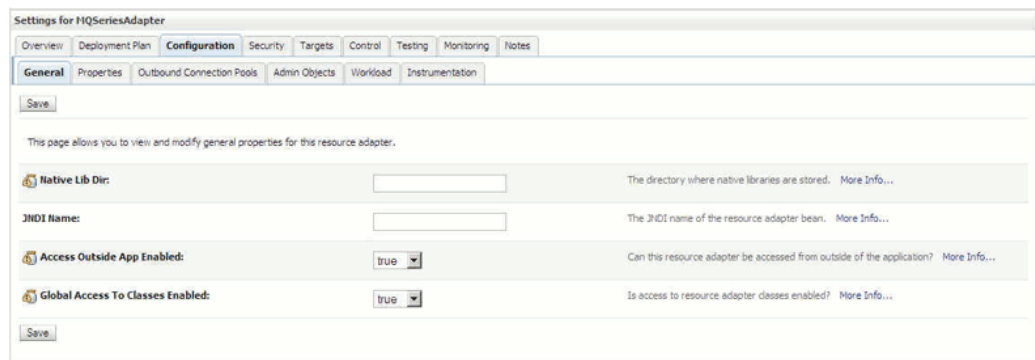 Settings for MQSeriesAdapter
Overview Deployment Plan Configuration Security Targets Control Testing Monitoring Notes
General Properties Outbound Connection Pools Admin Objects Workload Instrumentation
Save
This page allows you to view and modify general properties for this resource adapter.
Native Lib Dir: The directory where native libraries are stored. More Info...
JNDI Name: The JNDI name of the resource adapter bean. More Info...
Access Outside App Enabled: true Can this resource adapter be accessed from outside of the application? More Info...
Global Access To Classes Enabled: true Is access to resource adapter classes enabled? More Info...
Save